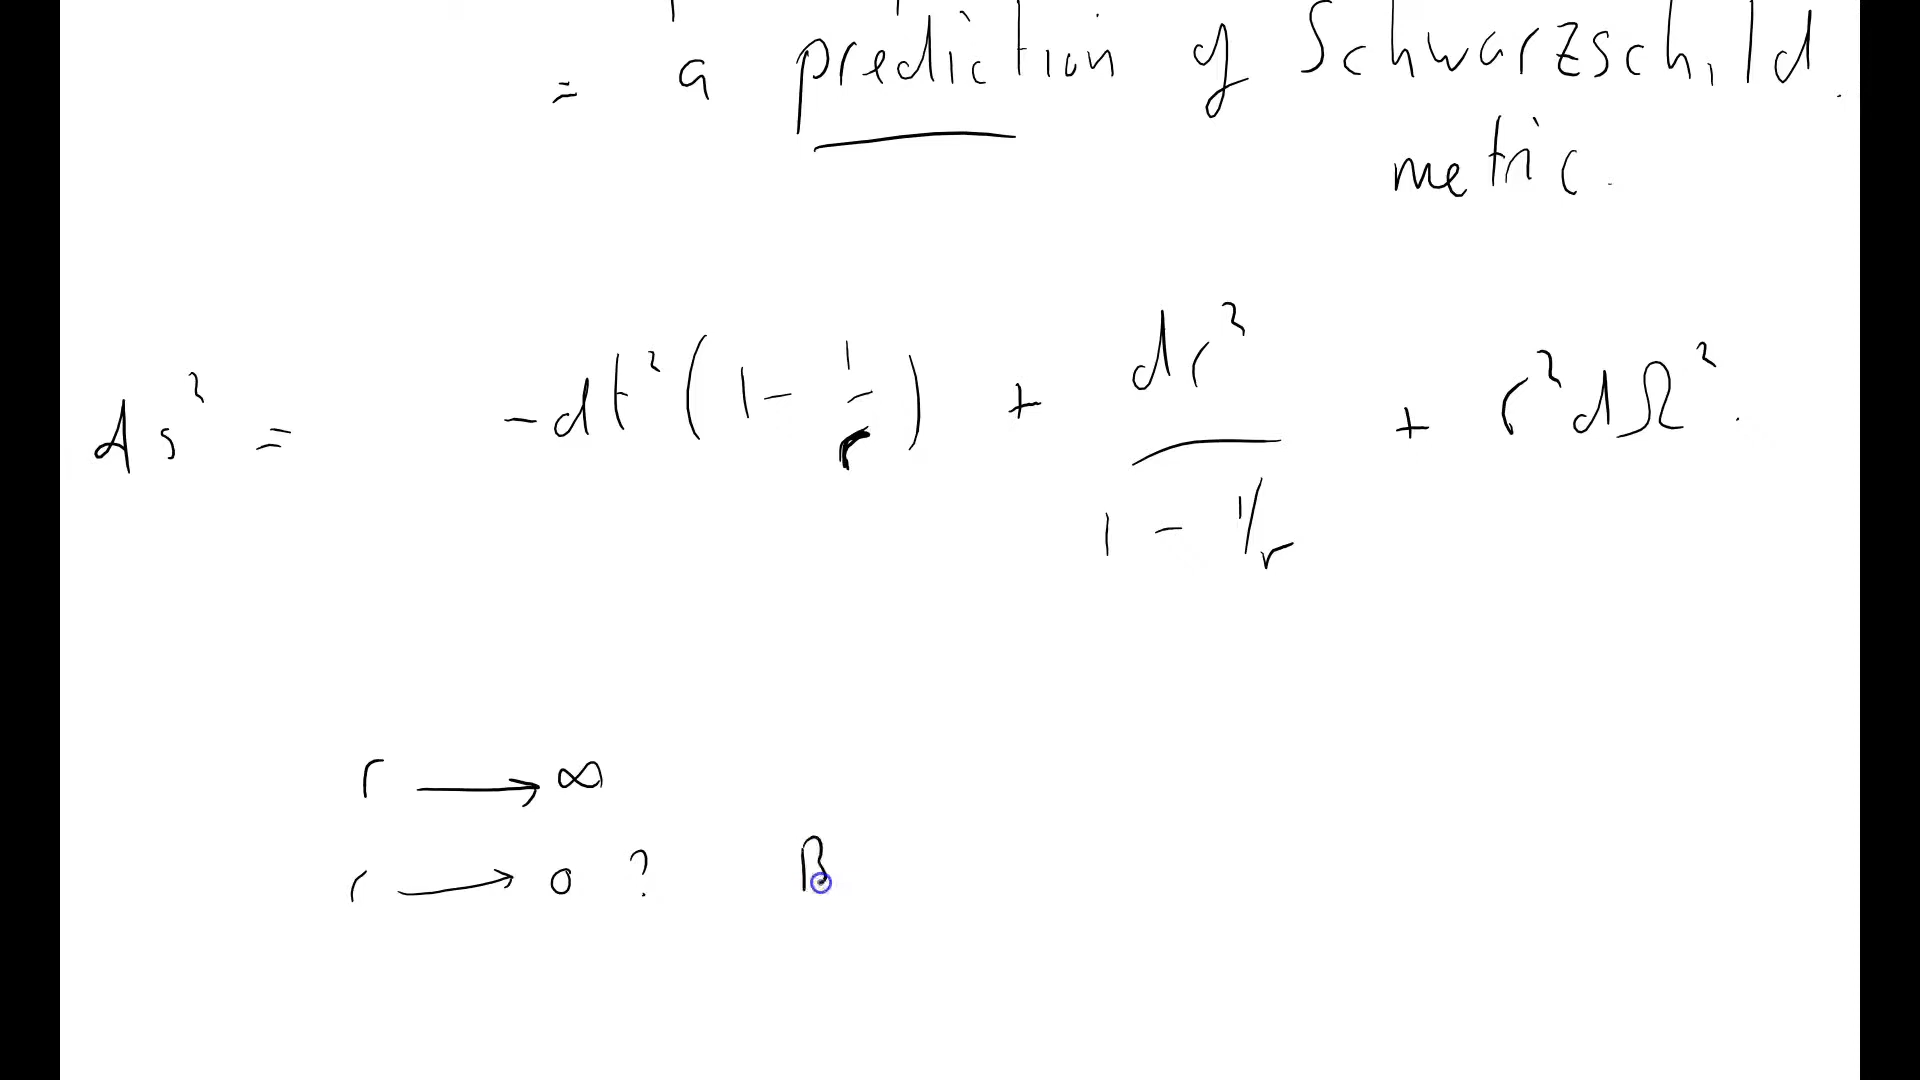 = a prediction of Schwarzschild
metric.
ds² = -dt²(1 - 1/r) + dr²/(1 - 1/r) + r²dΩ².
r → ∞
r → 0 ? B